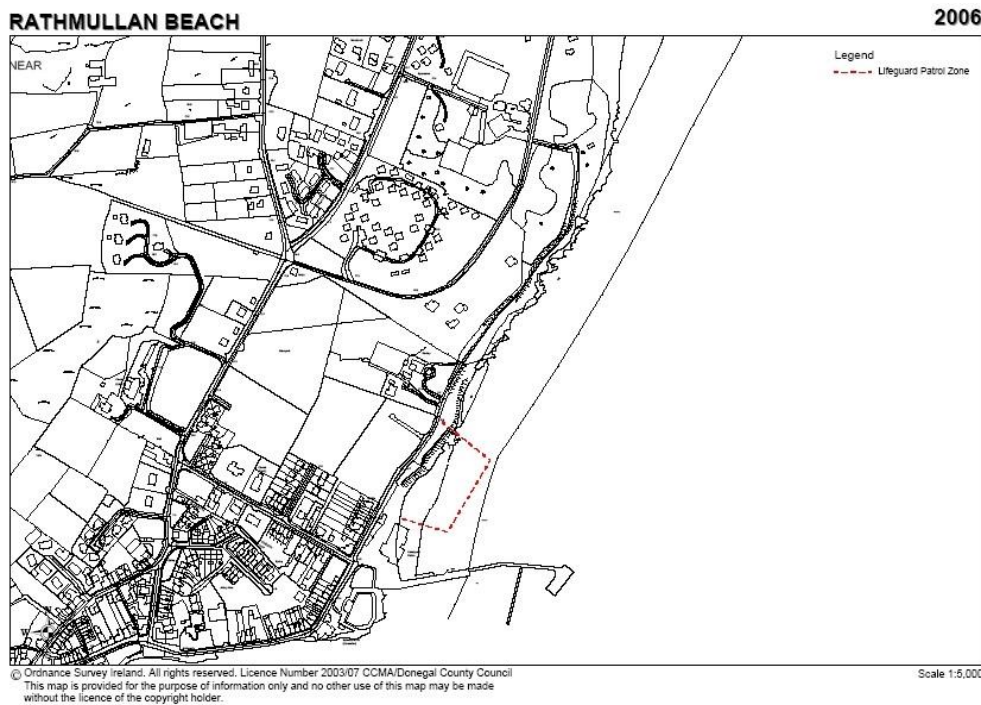 RATHMULLAN BEACH
2006
NEAR
Legend
Lifeguard Patrol Zone
© Ordnance Survey Ireland. All rights reserved. Licence Number 2003/07 CCMA/Donegal County Council
This map is provided for the purpose of information only and no other use of this map may be made
without the licence of the copyright holder.
Scale 1:5,000